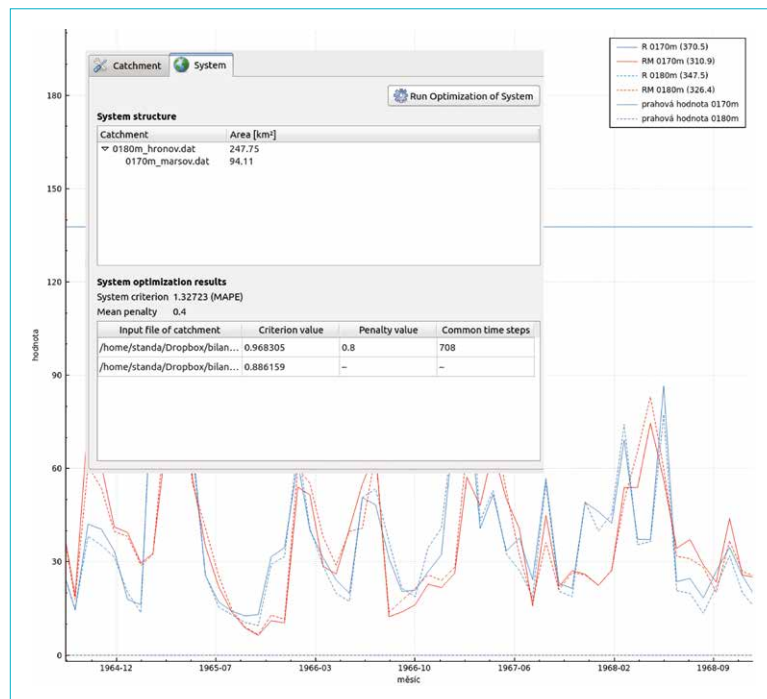 R 0170m (370.5)
RM 0170m (310.9)
R 0180m (347.5)
RM 0180m (326.4)
prahová hodnota 0170m
prahová hodnota 0180m
Catchment System
Run Optimization of System
System structure
Catchment Area [km²]
0180m_hronov.dat 247.75
0170m_marsov.dat 94.11
System optimization results
System criterion 1.32723 (MAPE)
Mean penalty 0.4
Input file of catchment Criterion value Penalty value Common time steps
/home/standa/Dropbox/bilan... 0.968305 0.8 708
/home/standa/Dropbox/bilan... 0.886159 – –
hodnota
180
150
120
90
60
30
0
1964-12 1965-07 1966-03 1966-10 1967-06 1968-02 1968-09
měsíc